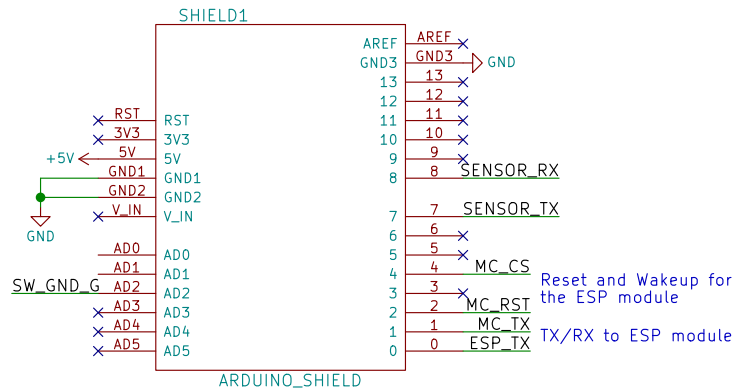 SHIELD1
AREF AREF
GND3 GND3 GND
13 13
12 12
RST RST 11 11
3V3 3V3 10 10
+5V 5V 5V 9 9
GND1 GND1 8 8 SENSOR_RX
GND2 GND2
V_IN V_IN 7 7 SENSOR_TX
GND
6 6
AD0 AD0 5 5
AD1 AD1 4 4 MC_CS
SW_GND_G AD2 AD2 3 3
Reset and Wakeup for
the ESP module
AD3 AD3 2 2 MC_RST
AD4 AD4 1 1 MC_TX
TX/RX to ESP module
AD5 AD5 0 0 ESP_TX
ARDUINO_SHIELD